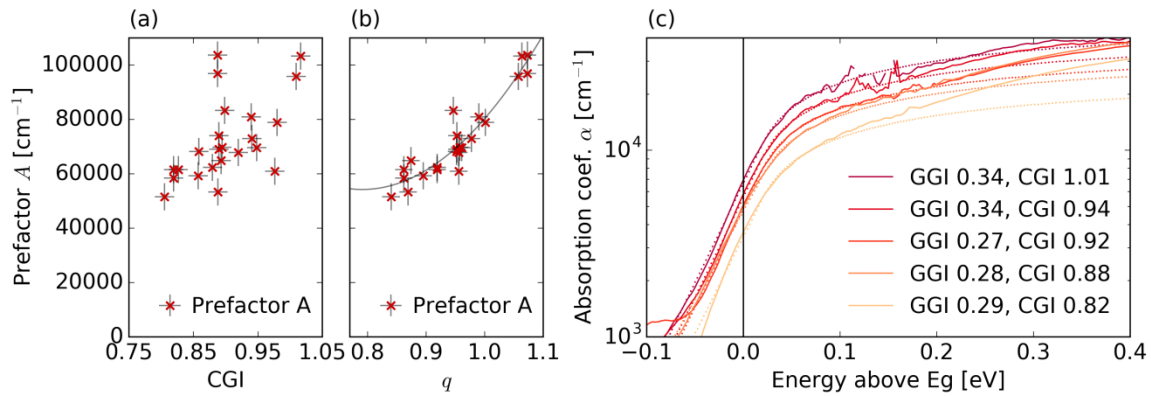 (a)
Prefactor A [cm⁻¹]
100000
80000
60000
40000
20000
0
Prefactor A
0.75 0.85 0.95 1.05
CGI
(b)
Prefactor A
0.8 0.9 1.0 1.1
q
(c)
Absorption coef. α [cm⁻¹]
10⁴
10³
GGI 0.34, CGI 1.01
GGI 0.34, CGI 0.94
GGI 0.27, CGI 0.92
GGI 0.28, CGI 0.88
GGI 0.29, CGI 0.82
−0.1 0.0 0.1 0.2 0.3 0.4
Energy above Eg [eV]